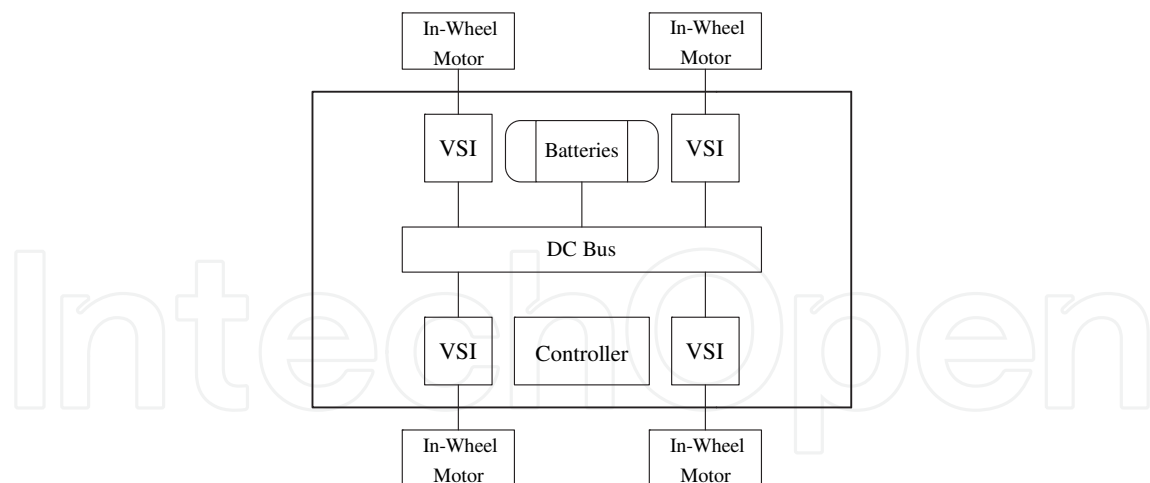 In-Wheel
Motor
In-Wheel
Motor
VSI
Batteries
VSI
DC Bus
VSI
Controller
VSI
In-Wheel
Motor
In-Wheel
Motor
IntechOpen